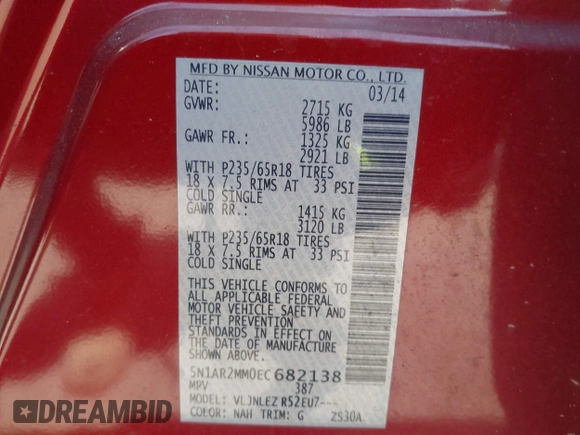 MFD BY NISSAN MOTOR CO., LTD.
DATE: 03/14
GVWR: 2715 KG
5986 LB
GAWR FR.: 1325 KG
2921 LB
WITH P235/65R18 TIRES
18 X 7.5 RIMS AT 33 PSI
COLD SINGLE
GAWR RR.: 1415 KG
3120 LB
WITH P235/65R18 TIRES
18 X 7.5 RIMS AT 33 PSI
COLD SINGLE
THIS VEHICLE CONFORMS TO
ALL APPLICABLE FEDERAL
MOTOR VEHICLE SAFETY AND
THEFT PREVENTION
STANDARDS IN EFFECT ON
THE DATE OF MANUFACTURE
SHOWN ABOVE.
5N1AR2MM0EC682138
MPV 387
MODEL: VLJNLEZ R52EU7---
COLOR: NAH TRIM: G ZS30A
DREAMBID
.COM